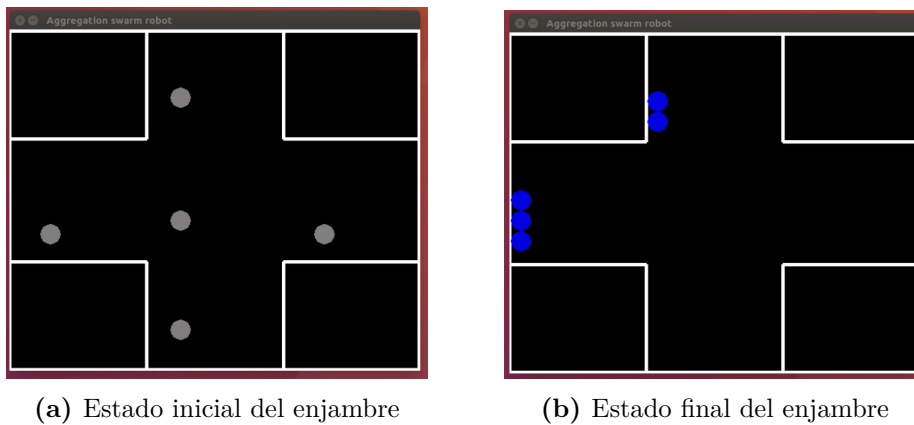 Aggregation swarm robot
Aggregation swarm robot
(a) Estado inicial del enjambre
(b) Estado final del enjambre